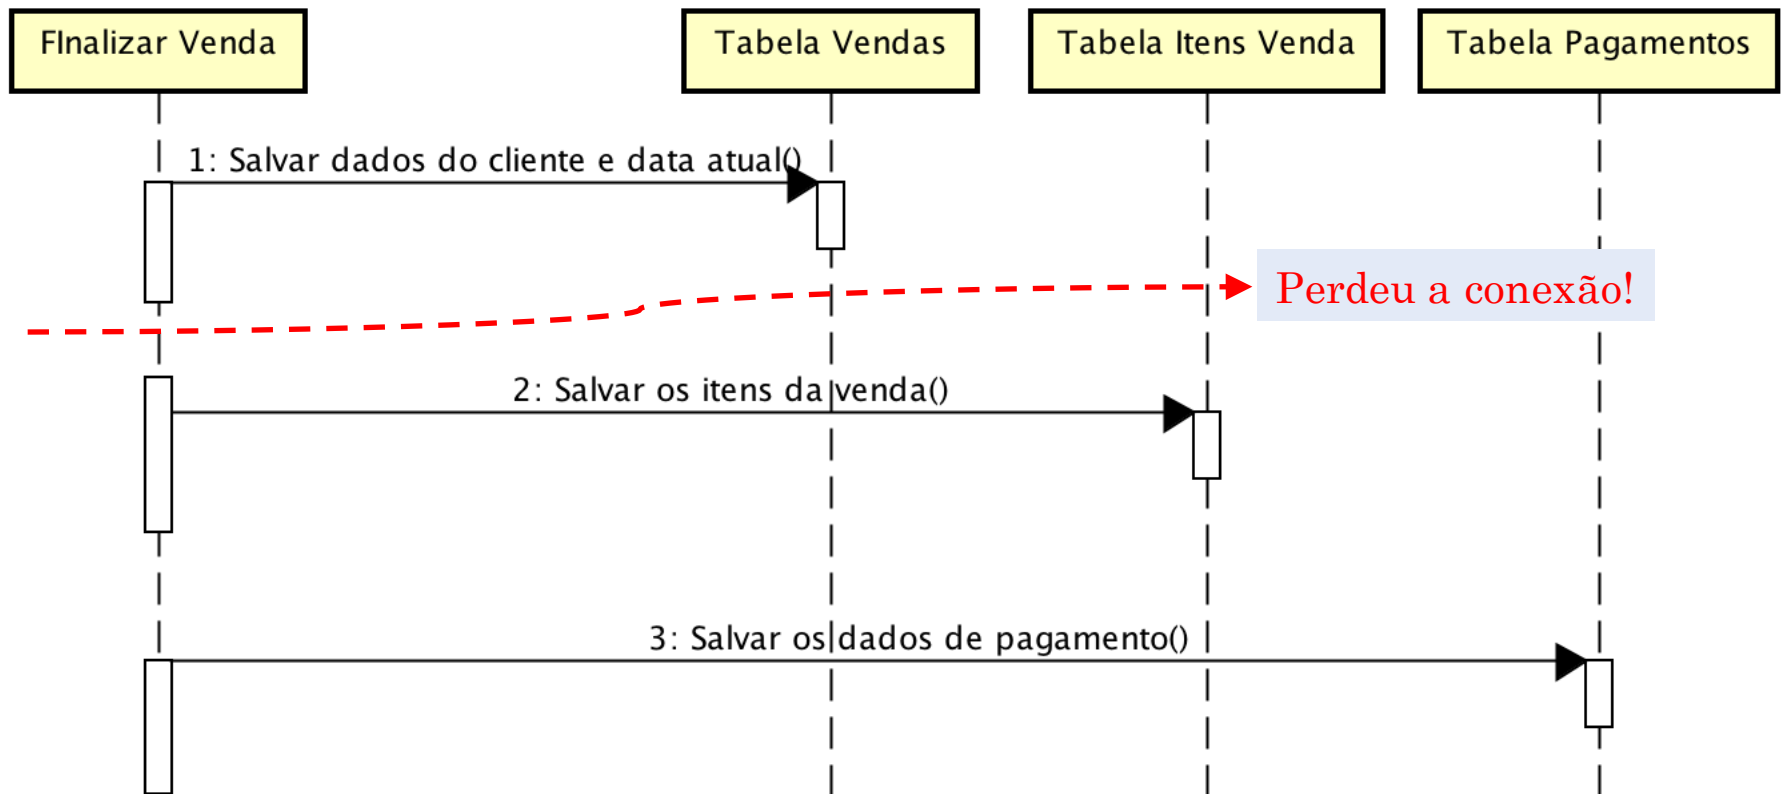 FInalizar Venda
Tabela Vendas
Tabela Itens Venda
Tabela Pagamentos
1: Salvar dados do cliente e data atual()
Perdeu a conexão!
2: Salvar os itens da venda()
3: Salvar os dados de pagamento()